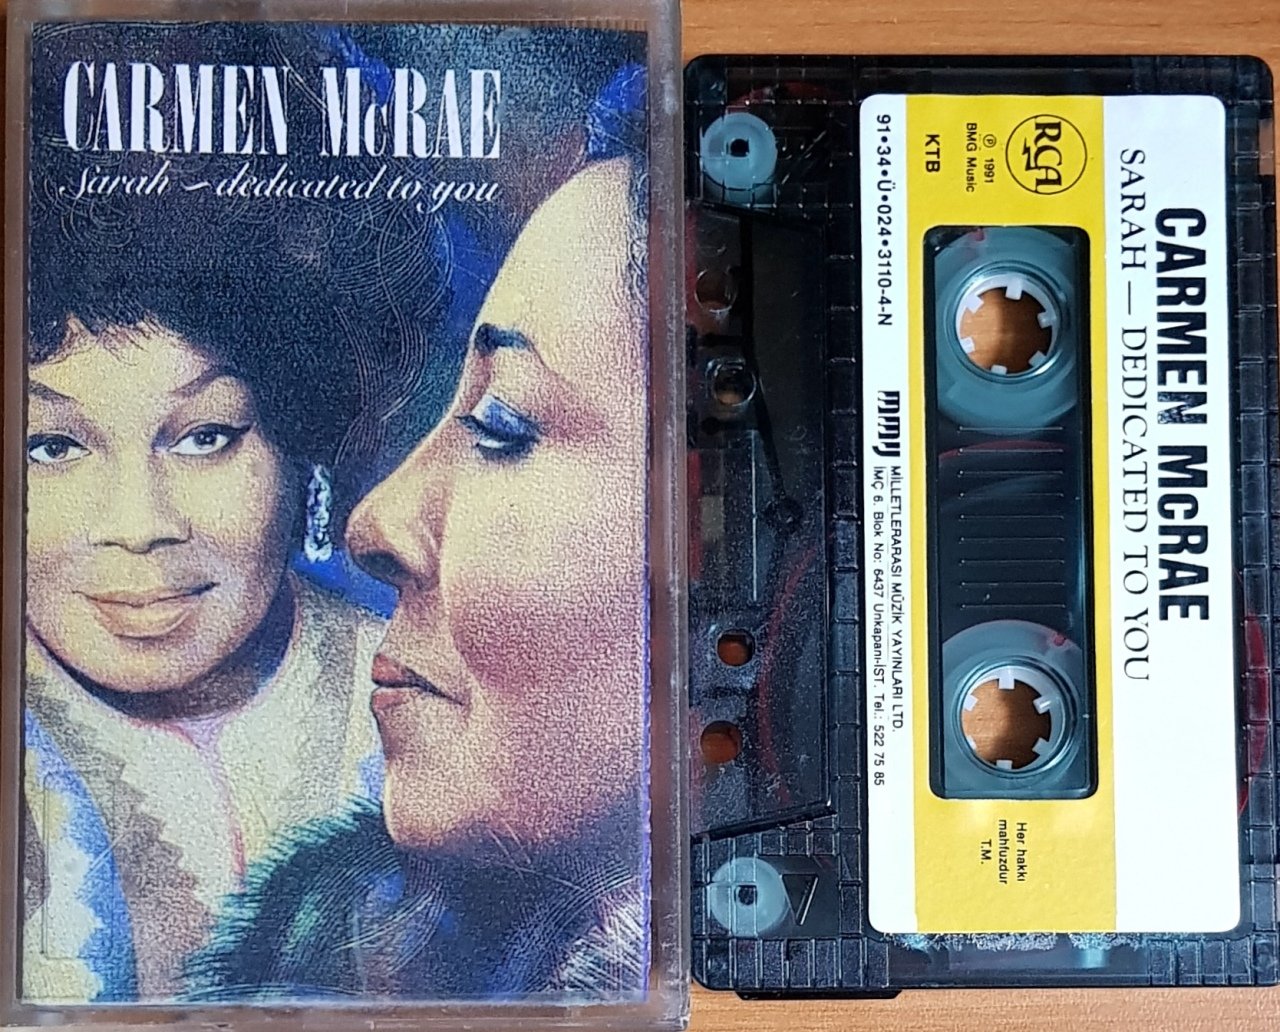 CARMEN McRAE
Sarah – dedicated to you
CARMEN McRAE
SARAH — DEDICATED TO YOU
RCA
℗ 1991
BMG Music
KTB
Her hakkı
mahfuzdur
T.M.
91•34•Ü•024•3110-4-N
MİLLETLERARASI MÜZİK YAYINLARI LTD.
İMÇ 6. Blok No: 6437 Unkapanı-İST. Tel.: 522 75 85